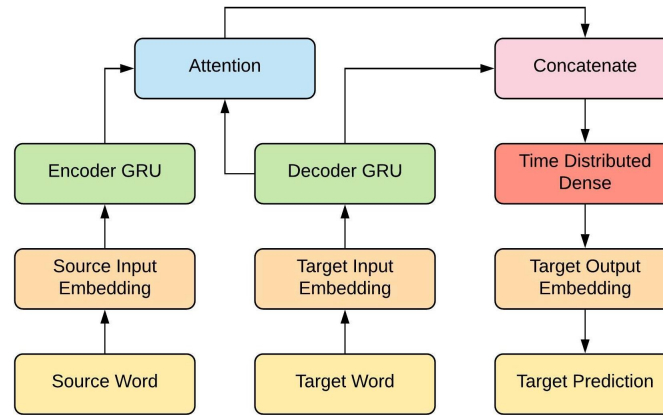 Attention
Concatenate
Encoder GRU
Decoder GRU
Time Distributed
Dense
Source Input
Embedding
Target Input
Embedding
Target Output
Embedding
Source Word
Target Word
Target Prediction